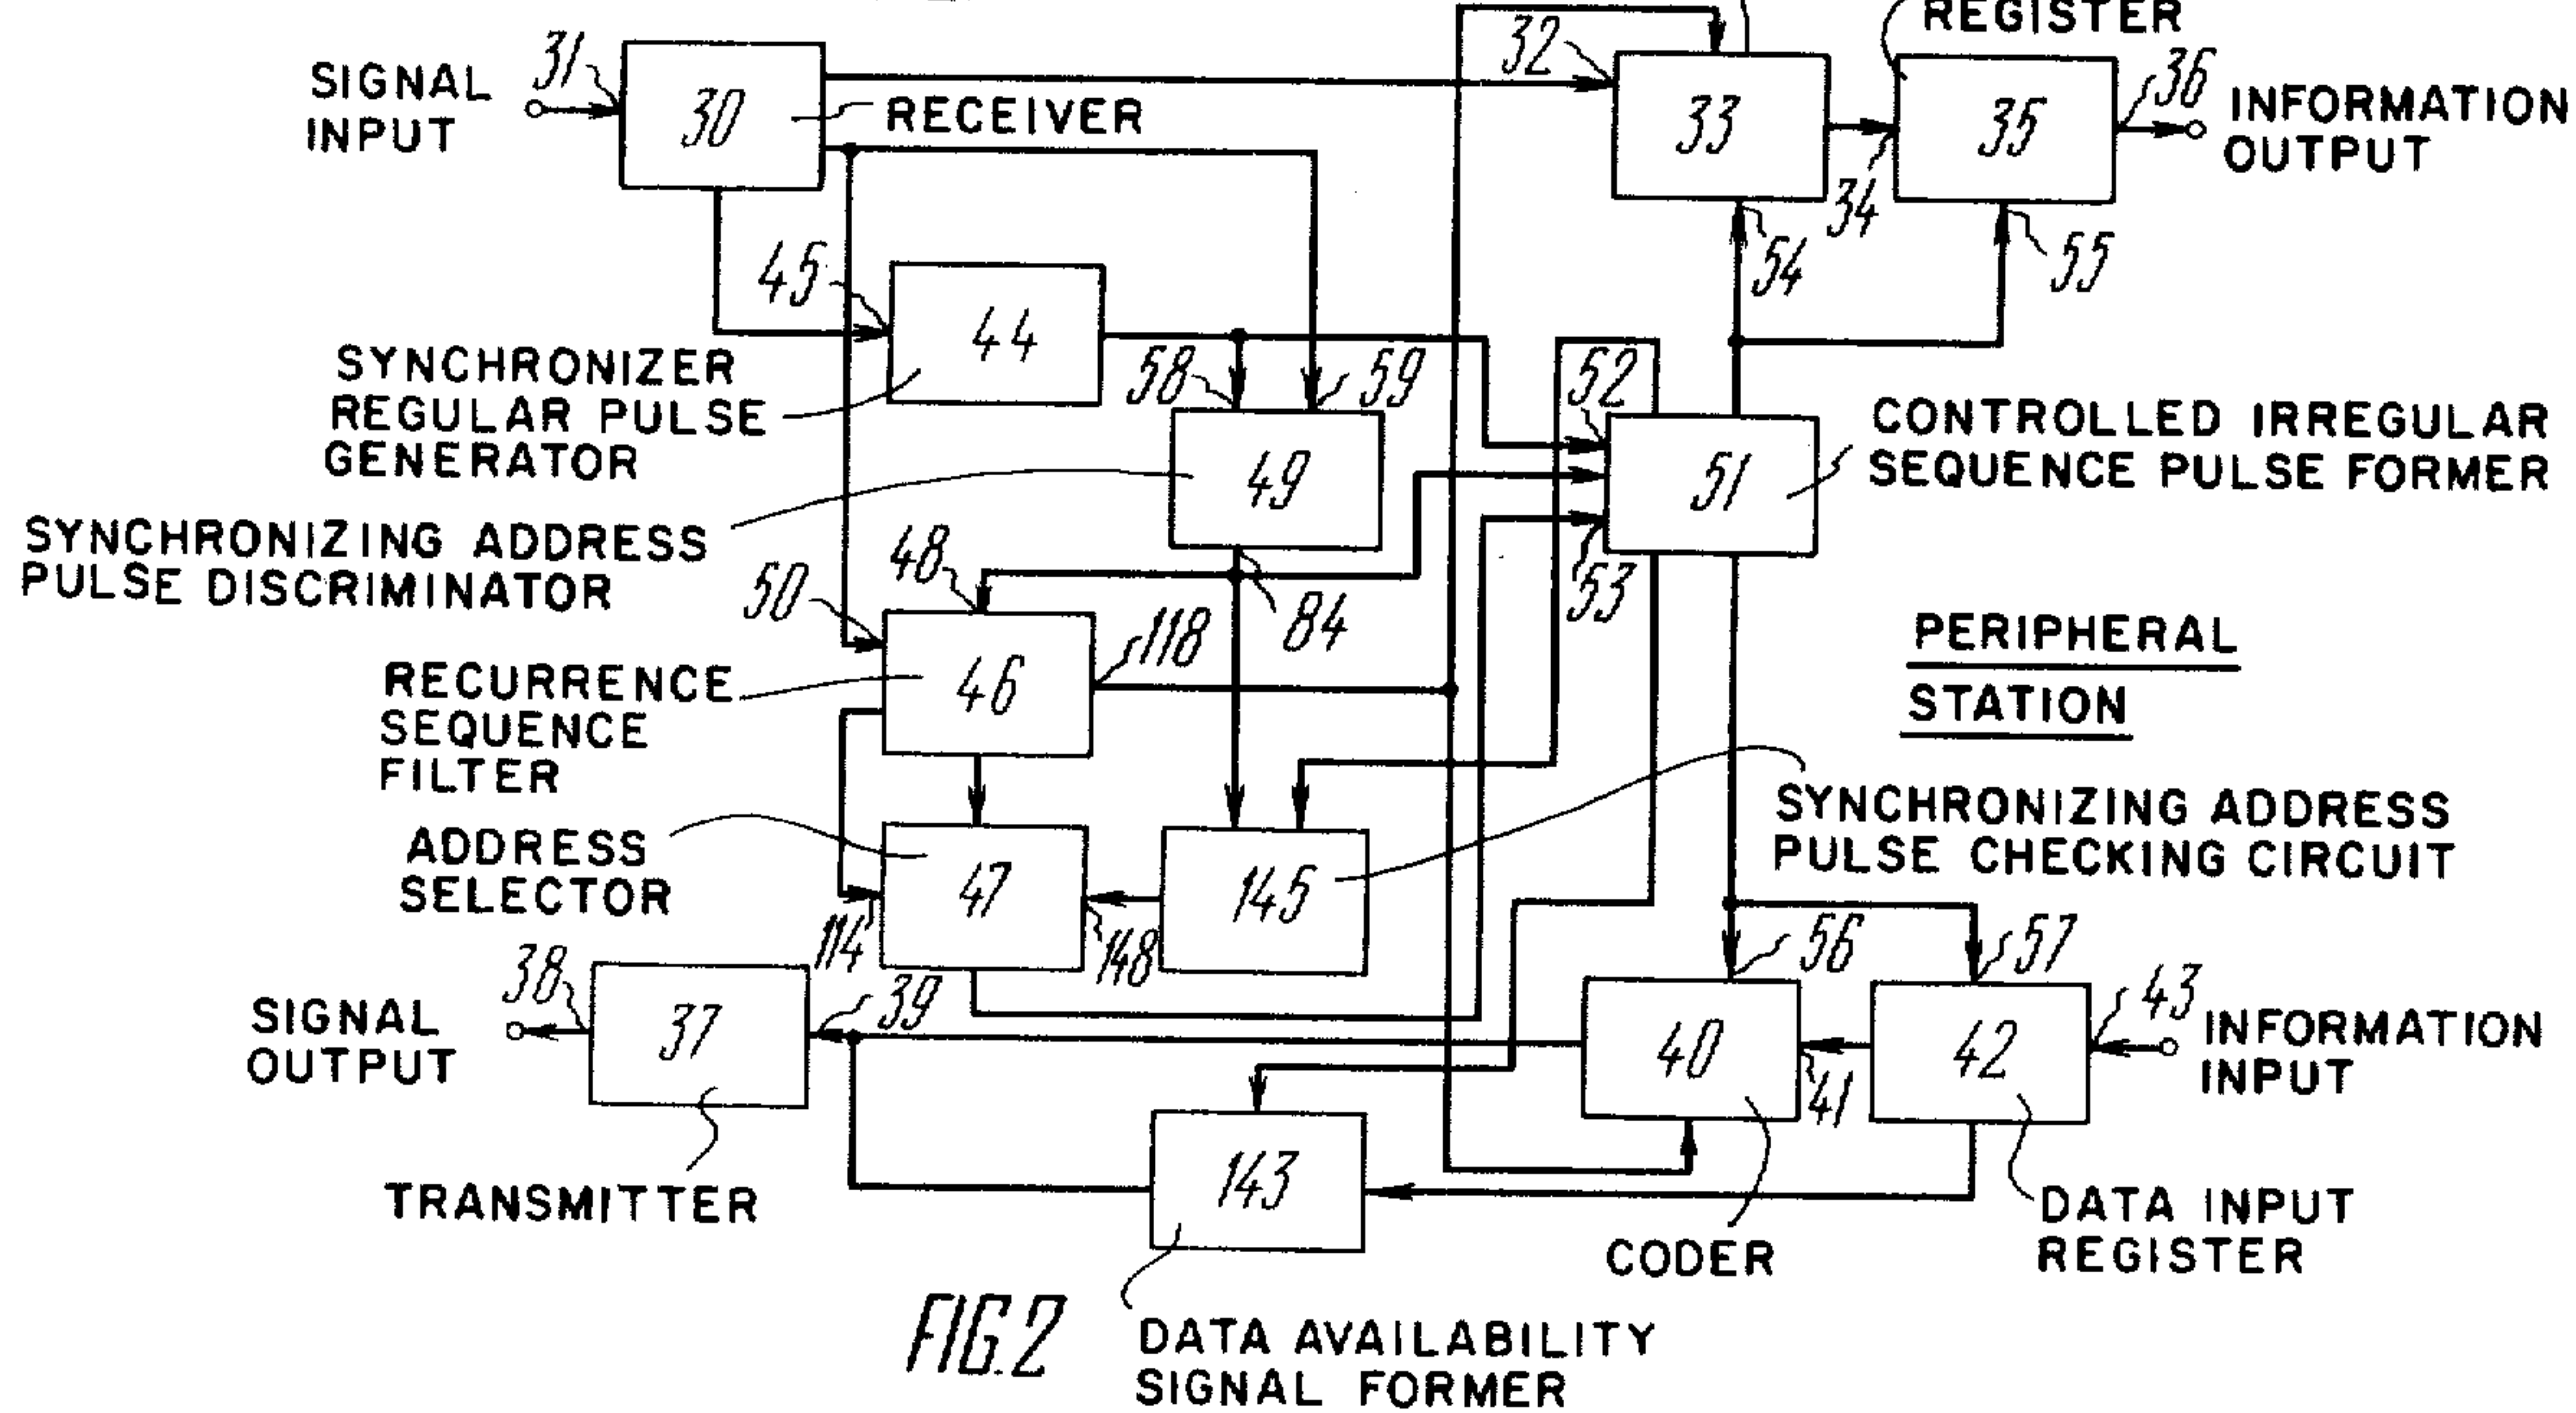 REGISTER
SIGNAL
INPUT
31
30
RECEIVER
32
33
34
35
36
INFORMATION
OUTPUT
54
55
45
44
SYNCHRONIZER
REGULAR PULSE
GENERATOR
58
59
52
49
51
53
CONTROLLED IRREGULAR
SEQUENCE PULSE FORMER
SYNCHRONIZING ADDRESS
PULSE DISCRIMINATOR
50
48
84
118
46
RECURRENCE
SEQUENCE
FILTER
PERIPHERAL
STATION
ADDRESS
SELECTOR
47
114
148
145
SYNCHRONIZING ADDRESS
PULSE CHECKING CIRCUIT
SIGNAL
OUTPUT
38
37
39
TRANSMITTER
56
57
40
41
42
43
INFORMATION
INPUT
143
CODER
DATA INPUT
REGISTER
FIG.2
DATA AVAILABILITY
SIGNAL FORMER